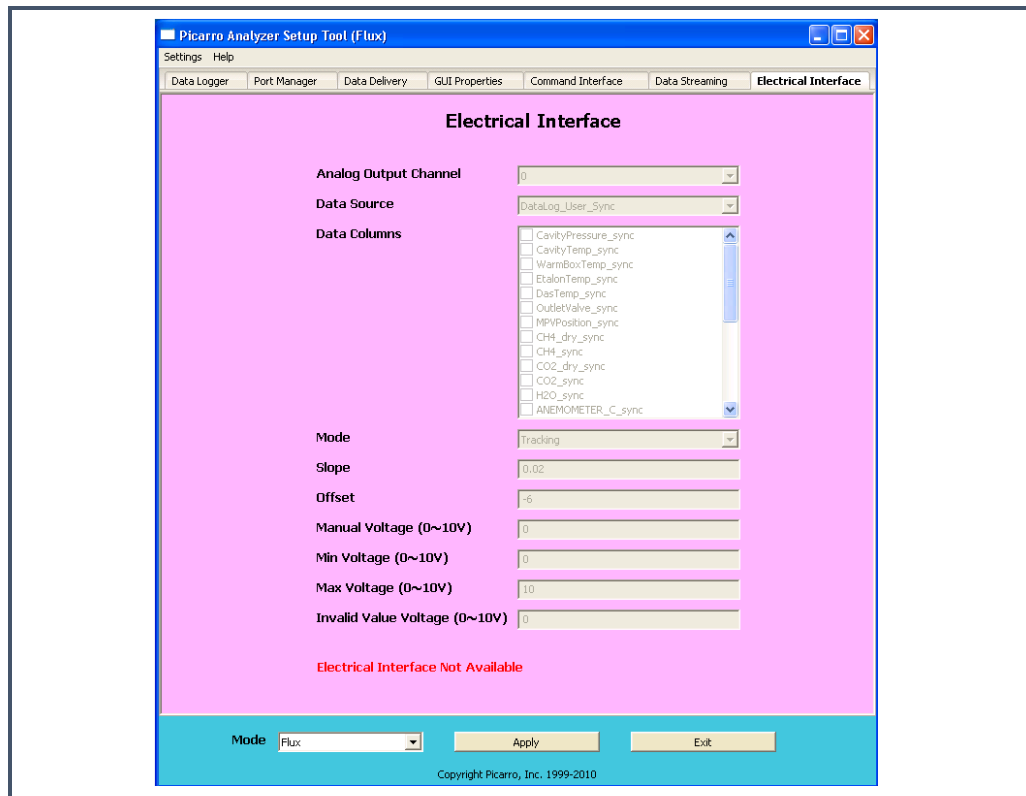 Picarro Analyzer Setup Tool (Flux)
Settings Help
Data Logger Port Manager Data Delivery GUI Properties Command Interface Data Streaming Electrical Interface
Electrical Interface
Analog Output Channel 0
Data Source DataLog_User_Sync
Data Columns CavityPressure_sync
CavityTemp_sync
WarmBoxTemp_sync
EtalonTemp_sync
DasTemp_sync
OutletValve_sync
MPVPosition_sync
CH4_dry_sync
CH4_sync
CO2_dry_sync
CO2_sync
H2O_sync
ANEMOMETER_C_sync
Mode Tracking
Slope 0.02
Offset -6
Manual Voltage (0~10V) 0
Min Voltage (0~10V) 0
Max Voltage (0~10V) 10
Invalid Value Voltage (0~10V) 0
Electrical Interface Not Available
Mode Flux Apply Exit
Copyright Picarro, Inc. 1999-2010